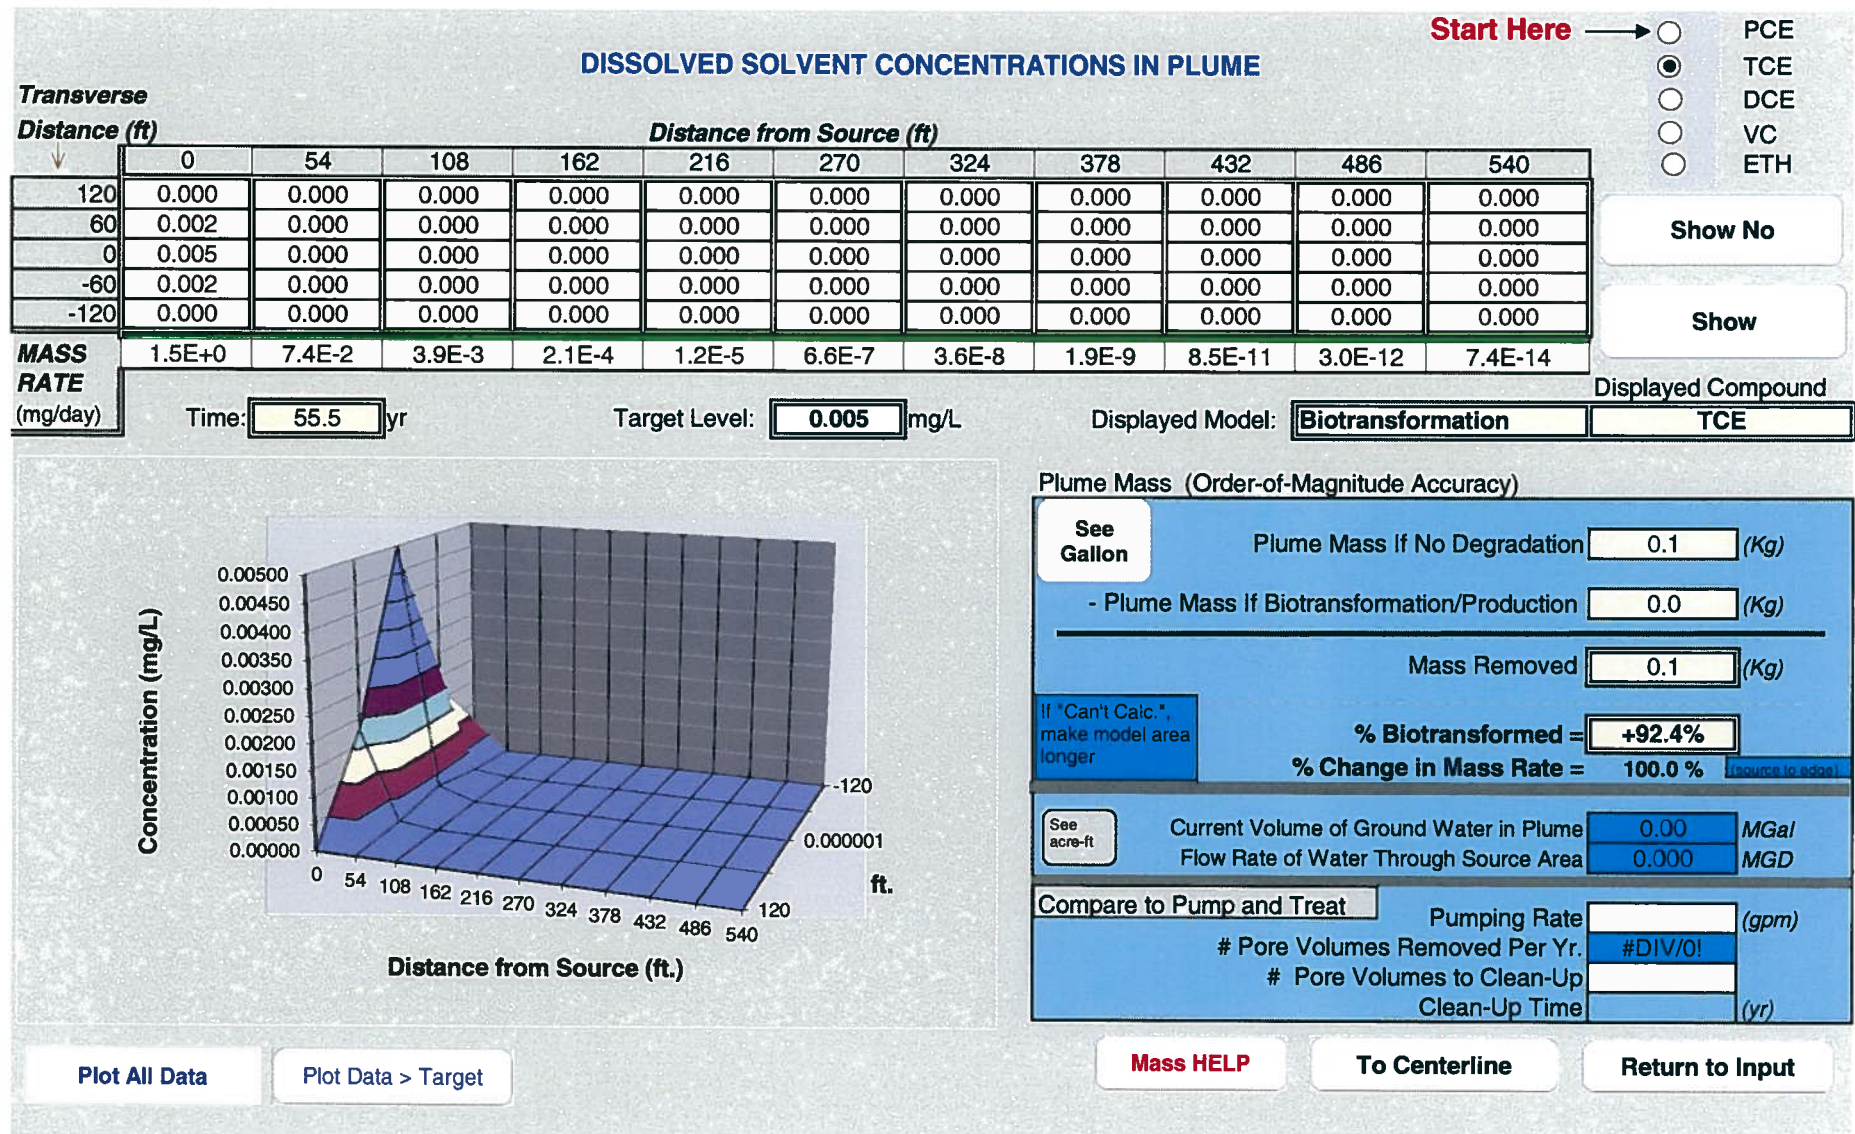 Start Here
PCE
TCE
DCE
VC
ETH
DISSOLVED SOLVENT CONCENTRATIONS IN PLUME
Transverse
Distance (ft)
Distance from Source (ft)
0 54 108 162 216 270 324 378 432 486 540
120 0.000 0.000 0.000 0.000 0.000 0.000 0.000 0.000 0.000 0.000 0.000
60 0.002 0.000 0.000 0.000 0.000 0.000 0.000 0.000 0.000 0.000 0.000
0 0.005 0.000 0.000 0.000 0.000 0.000 0.000 0.000 0.000 0.000 0.000
-60 0.002 0.000 0.000 0.000 0.000 0.000 0.000 0.000 0.000 0.000 0.000
-120 0.000 0.000 0.000 0.000 0.000 0.000 0.000 0.000 0.000 0.000 0.000
MASS 1.5E+0 7.4E-2 3.9E-3 2.1E-4 1.2E-5 6.6E-7 3.6E-8 1.9E-9 8.5E-11 3.0E-12 7.4E-14
RATE
(mg/day)
Show No
Show
Displayed Compound
Time: 55.5 yr Target Level: 0.005 mg/L Displayed Model: Biotransformation TCE
Concentration (mg/L)
0.00500
0.00450
0.00400
0.00350
0.00300
0.00250
0.00200
0.00150
0.00100
0.00050
0.00000
0 54 108 162 216 270 324 378 432 486 540
-120
0.000001
120
ft.
Distance from Source (ft.)
Plume Mass (Order-of-Magnitude Accuracy)
See
Gallon
Plume Mass If No Degradation 0.1 (Kg)
- Plume Mass If Biotransformation/Production 0.0 (Kg)
Mass Removed 0.1 (Kg)
If "Can't Calc.",
make model area
longer
% Biotransformed = +92.4%
% Change in Mass Rate = 100.0 % (source to edge)
See
acre-ft
Current Volume of Ground Water in Plume 0.00 MGal
Flow Rate of Water Through Source Area 0.000 MGD
Compare to Pump and Treat
Pumping Rate (gpm)
# Pore Volumes Removed Per Yr. #DIV/0!
# Pore Volumes to Clean-Up
Clean-Up Time (yr)
Plot All Data
Plot Data > Target
Mass HELP
To Centerline
Return to Input